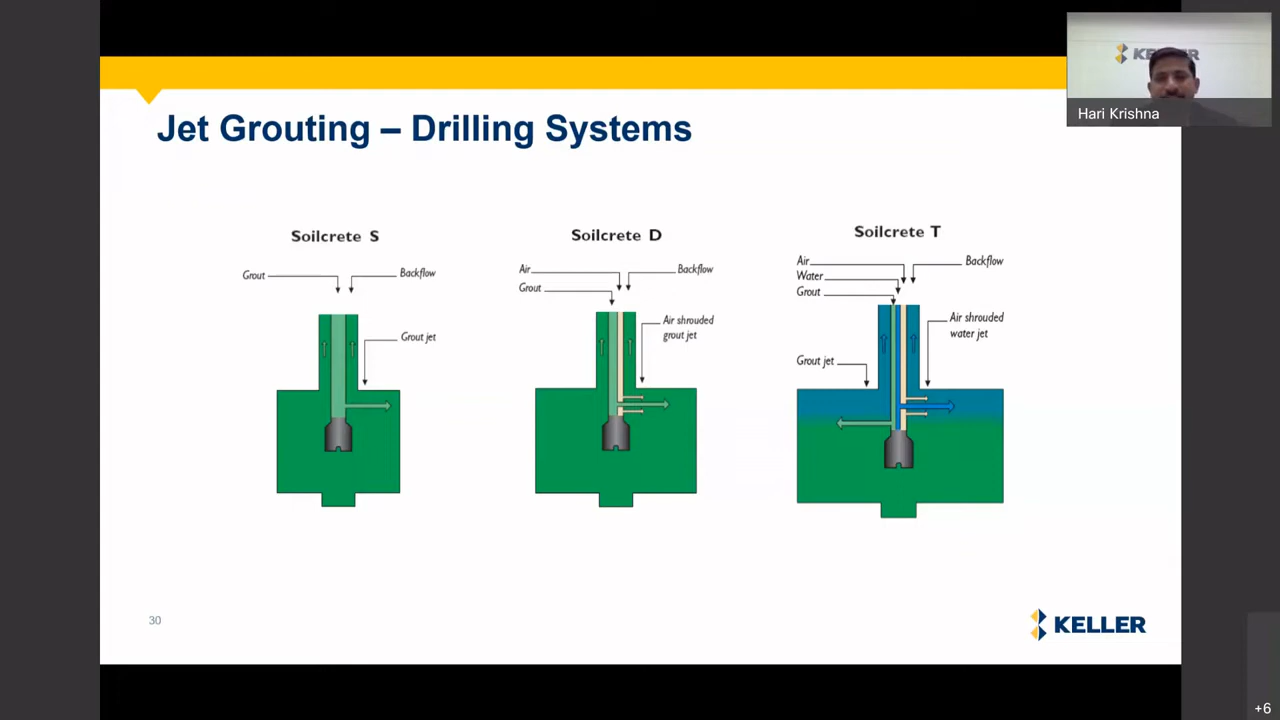 KELLER
Hari Krishna
Jet Grouting – Drilling Systems
Soilcrete S
Grout
Backflow
Grout jet
Soilcrete D
Air
Grout
Backflow
Air shrouded
grout jet
Soilcrete T
Air
Water
Grout
Backflow
Air shrouded
water jet
Grout jet
30
KELLER
+6